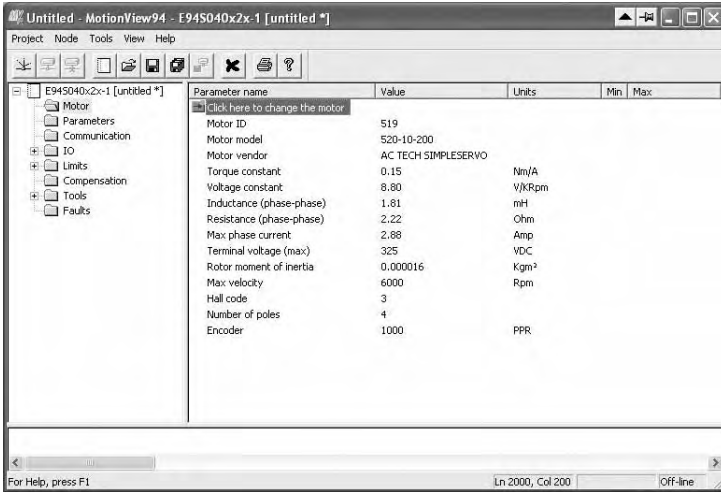 Untitled - MotionView94 - E94S040x2x-1 [untitled *]
Project Node Tools View Help
E94S040x2x-1 [untitled *]
Motor
Parameters
Communication
IO
Limits
Compensation
Tools
Faults
Parameter name Value Units Min Max
Click here to change the motor
Motor ID 519
Motor model 520-10-200
Motor vendor AC TECH SIMPLESERVO
Torque constant 0.15 Nm/A
Voltage constant 8.80 V/KRpm
Inductance (phase-phase) 1.81 mH
Resistance (phase-phase) 2.22 Ohm
Max phase current 2.88 Amp
Terminal voltage (max) 325 VDC
Rotor moment of inertia 0.000016 Kgm²
Max velocity 6000 Rpm
Hall code 3
Number of poles 4
Encoder 1000 PPR
For Help, press F1 Ln 2000, Col 200 Off-line